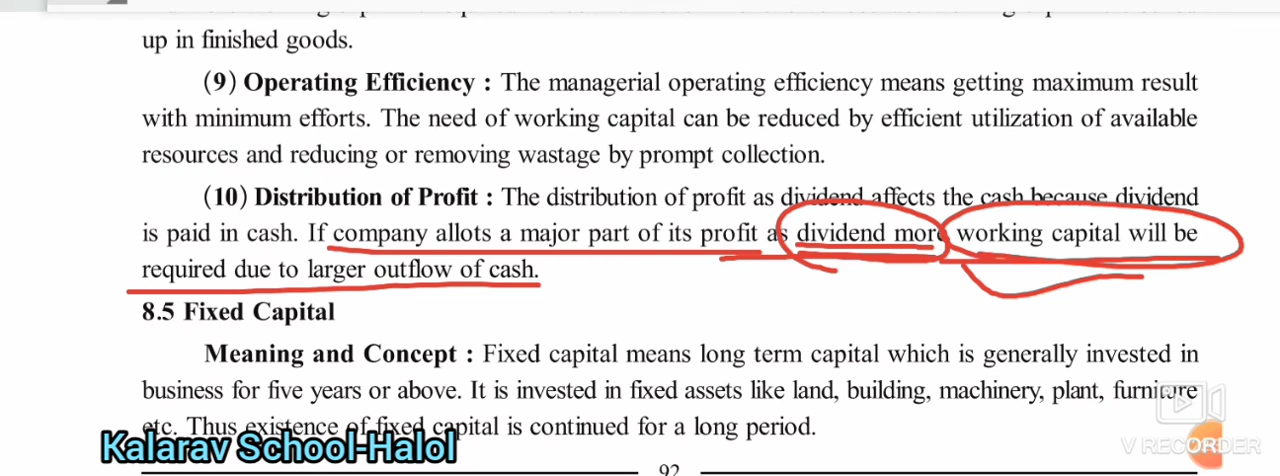 up in finished goods.
(9) Operating Efficiency : The managerial operating efficiency means getting maximum result
with minimum efforts. The need of working capital can be reduced by efficient utilization of available
resources and reducing or removing wastage by prompt collection.
(10) Distribution of Profit : The distribution of profit as dividend affects the cash because dividend
is paid in cash. If company allots a major part of its profit as dividend more working capital will be
required due to larger outflow of cash.
8.5 Fixed Capital
Meaning and Concept : Fixed capital means long term capital which is generally invested in
business for five years or above. It is invested in fixed assets like land, building, machinery, plant, furniture
etc. Thus existence of fixed capital is continued for a long period.
Kalarav School-Halol
V RECORDER
92